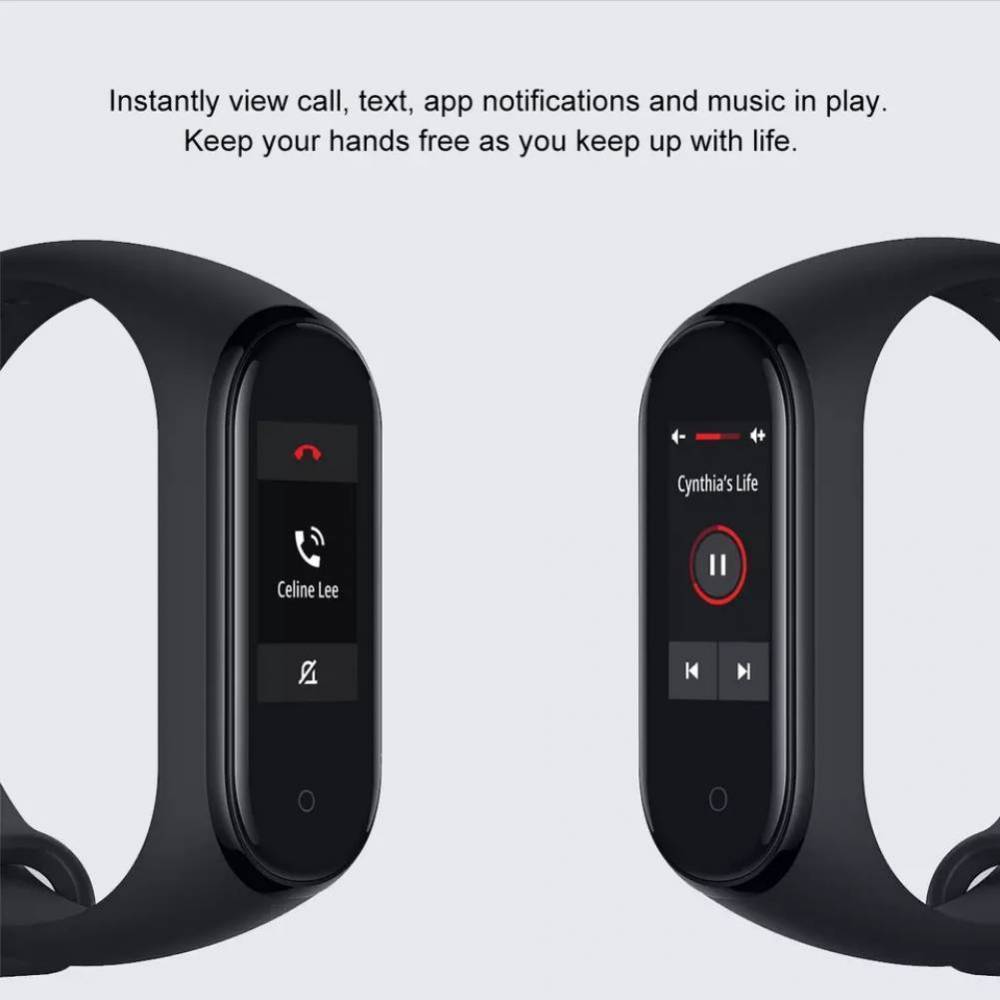 Instantly view call, text, app notifications and music in play.
Keep your hands free as you keep up with life.
Celine Lee
Cynthia's Life